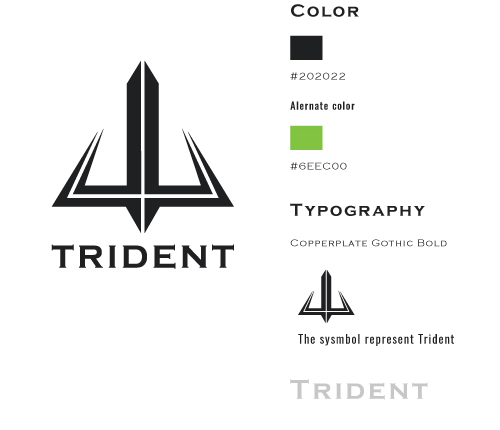 TRIDENT
COLOR
#202022
Alernate color
#6EEC00
TYPOGRAPHY
COPPERPLATE GOTHIC BOLD
The sysmbol represent Trident
TRIDENT